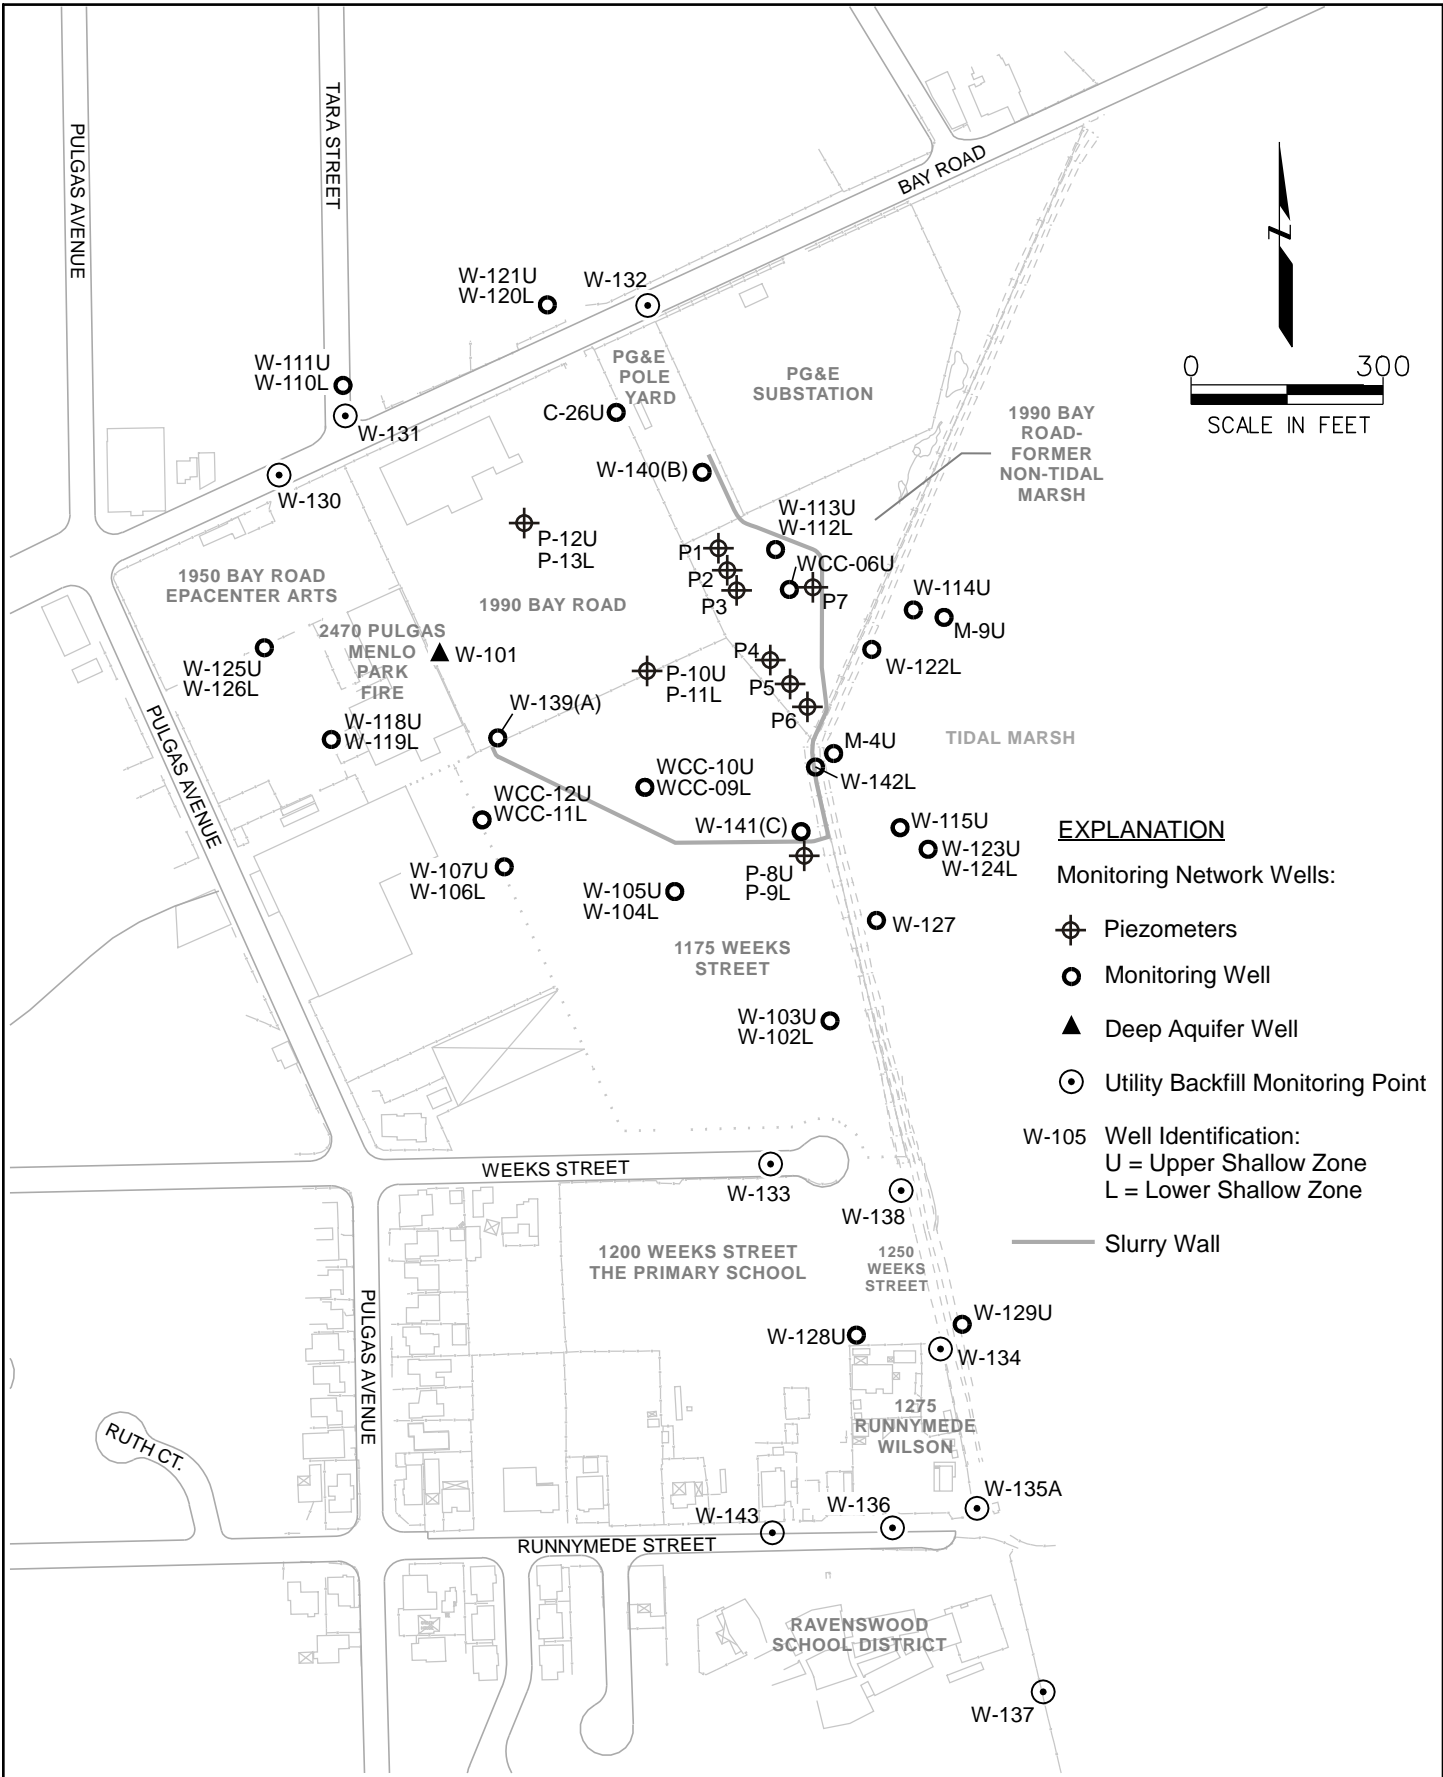 PULGAS AVENUE
TARA STREET
BAY ROAD
W-121U
W-120L
W-132
W-111U
W-110L
W-131
W-130
PG&E
POLE
YARD
PG&E
SUBSTATION
C-26U
W-140(B)
0 300
SCALE IN FEET
1990 BAY
ROAD-
FORMER
NON-TIDAL
MARSH
W-113U
W-112L
P-12U
P-13L
P1
P2
P3
WCC-06U
P7
1950 BAY ROAD
EPACENTER ARTS
1990 BAY ROAD
W-114U
M-9U
W-122L
2470 PULGAS
MENLO
PARK
FIRE
W-101
W-125U
W-126L
P4
P5
P6
P-10U
P-11L
W-139(A)
W-118U
W-119L
PULGAS AVENUE
M-4U
W-142L
TIDAL MARSH
WCC-10U
WCC-09L
WCC-12U
WCC-11L
W-141(C)
W-115U
W-123U
W-124L
W-107U
W-106L
W-105U
W-104L
P-8U
P-9L
W-127
1175 WEEKS
STREET
W-103U
W-102L
EXPLANATION
Monitoring Network Wells:
Piezometers
Monitoring Well
Deep Aquifer Well
Utility Backfill Monitoring Point
W-105 Well Identification:
U = Upper Shallow Zone
L = Lower Shallow Zone
Slurry Wall
WEEKS STREET
W-133
W-138
1200 WEEKS STREET
THE PRIMARY SCHOOL
1250
WEEKS
STREET
PULGAS AVENUE
W-128U
W-129U
W-134
1275
RUNNYMEDE
WILSON
RUTH CT.
W-143
W-136
W-135A
RUNNYMEDE STREET
RAVENSWOOD
SCHOOL DISTRICT
W-137